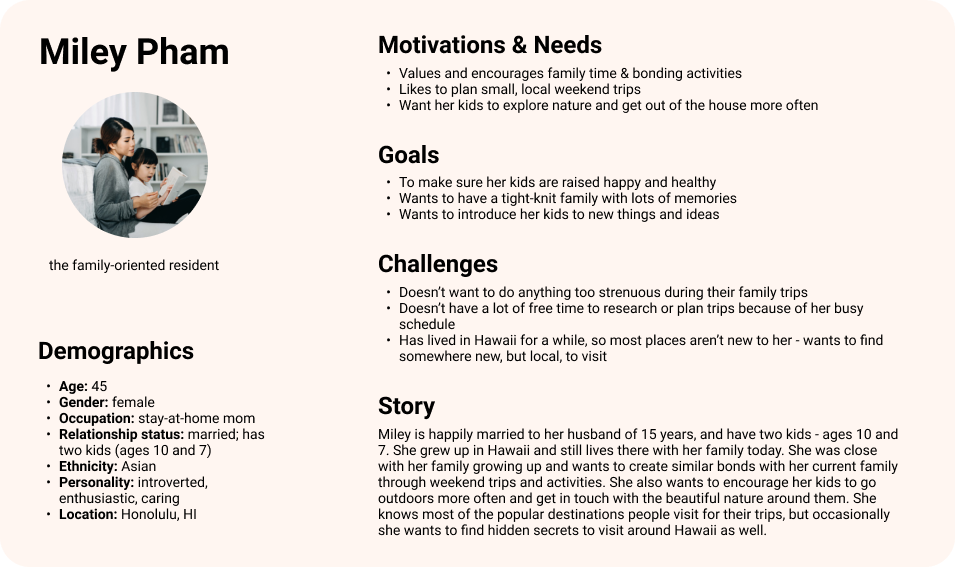 Miley Pham
the family-oriented resident
Demographics
• Age: 45
• Gender: female
• Occupation: stay-at-home mom
• Relationship status: married; has
two kids (ages 10 and 7)
• Ethnicity: Asian
• Personality: introverted,
enthusiastic, caring
• Location: Honolulu, HI
Motivations & Needs
• Values and encourages family time & bonding activities
• Likes to plan small, local weekend trips
• Want her kids to explore nature and get out of the house more often
Goals
• To make sure her kids are raised happy and healthy
• Wants to have a tight-knit family with lots of memories
• Wants to introduce her kids to new things and ideas
Challenges
• Doesn’t want to do anything too strenuous during their family trips
• Doesn’t have a lot of free time to research or plan trips because of her busy
schedule
• Has lived in Hawaii for a while, so most places aren’t new to her - wants to find
somewhere new, but local, to visit
Story
Miley is happily married to her husband of 15 years, and have two kids - ages 10 and
7. She grew up in Hawaii and still lives there with her family today. She was close
with her family growing up and wants to create similar bonds with her current family
through weekend trips and activities. She also wants to encourage her kids to go
outdoors more often and get in touch with the beautiful nature around them. She
knows most of the popular destinations people visit for their trips, but occasionally
she wants to find hidden secrets to visit around Hawaii as well.